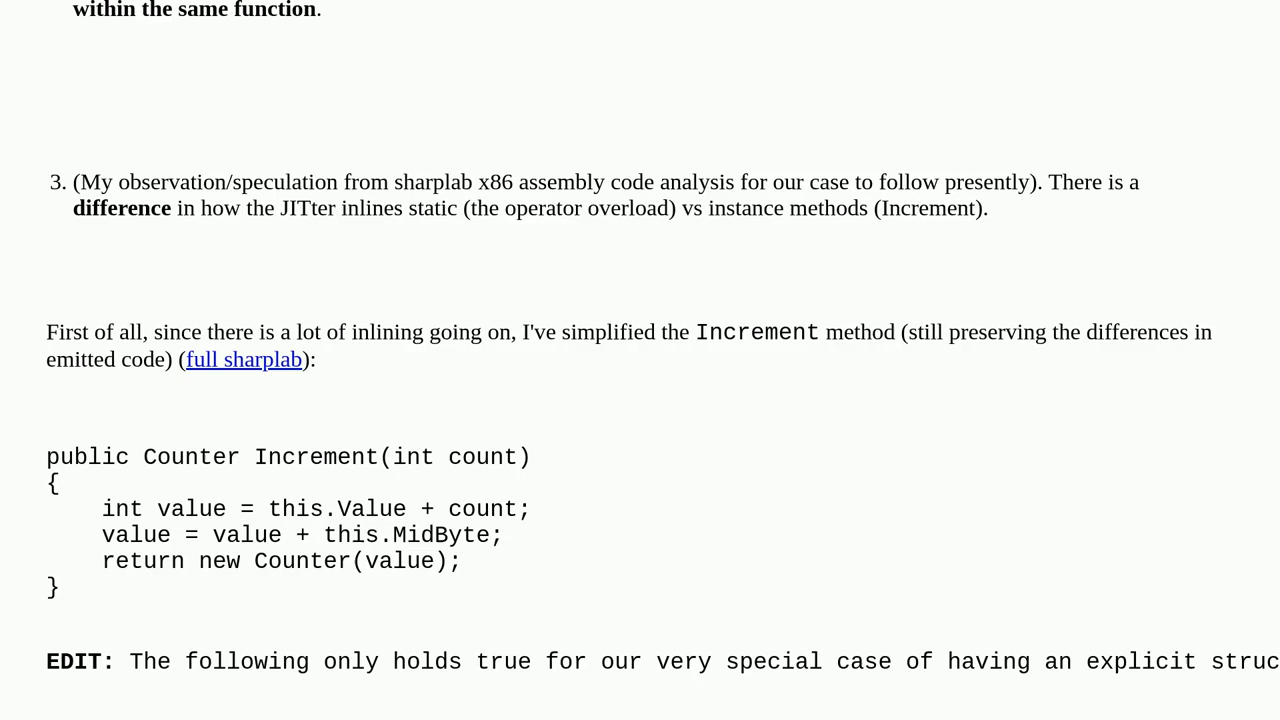 within the same function.
3. (My observation/speculation from sharplab x86 assembly code analysis for our case to follow presently). There is a
difference in how the JITter inlines static (the operator overload) vs instance methods (Increment).
First of all, since there is a lot of inlining going on, I've simplified the Increment method (still preserving the differences in
emitted code) (full sharplab):
public Counter Increment(int count)
{
    int value = this.Value + count;
    value = value + this.MidByte;
    return new Counter(value);
}
EDIT: The following only holds true for our very special case of having an explicit struc